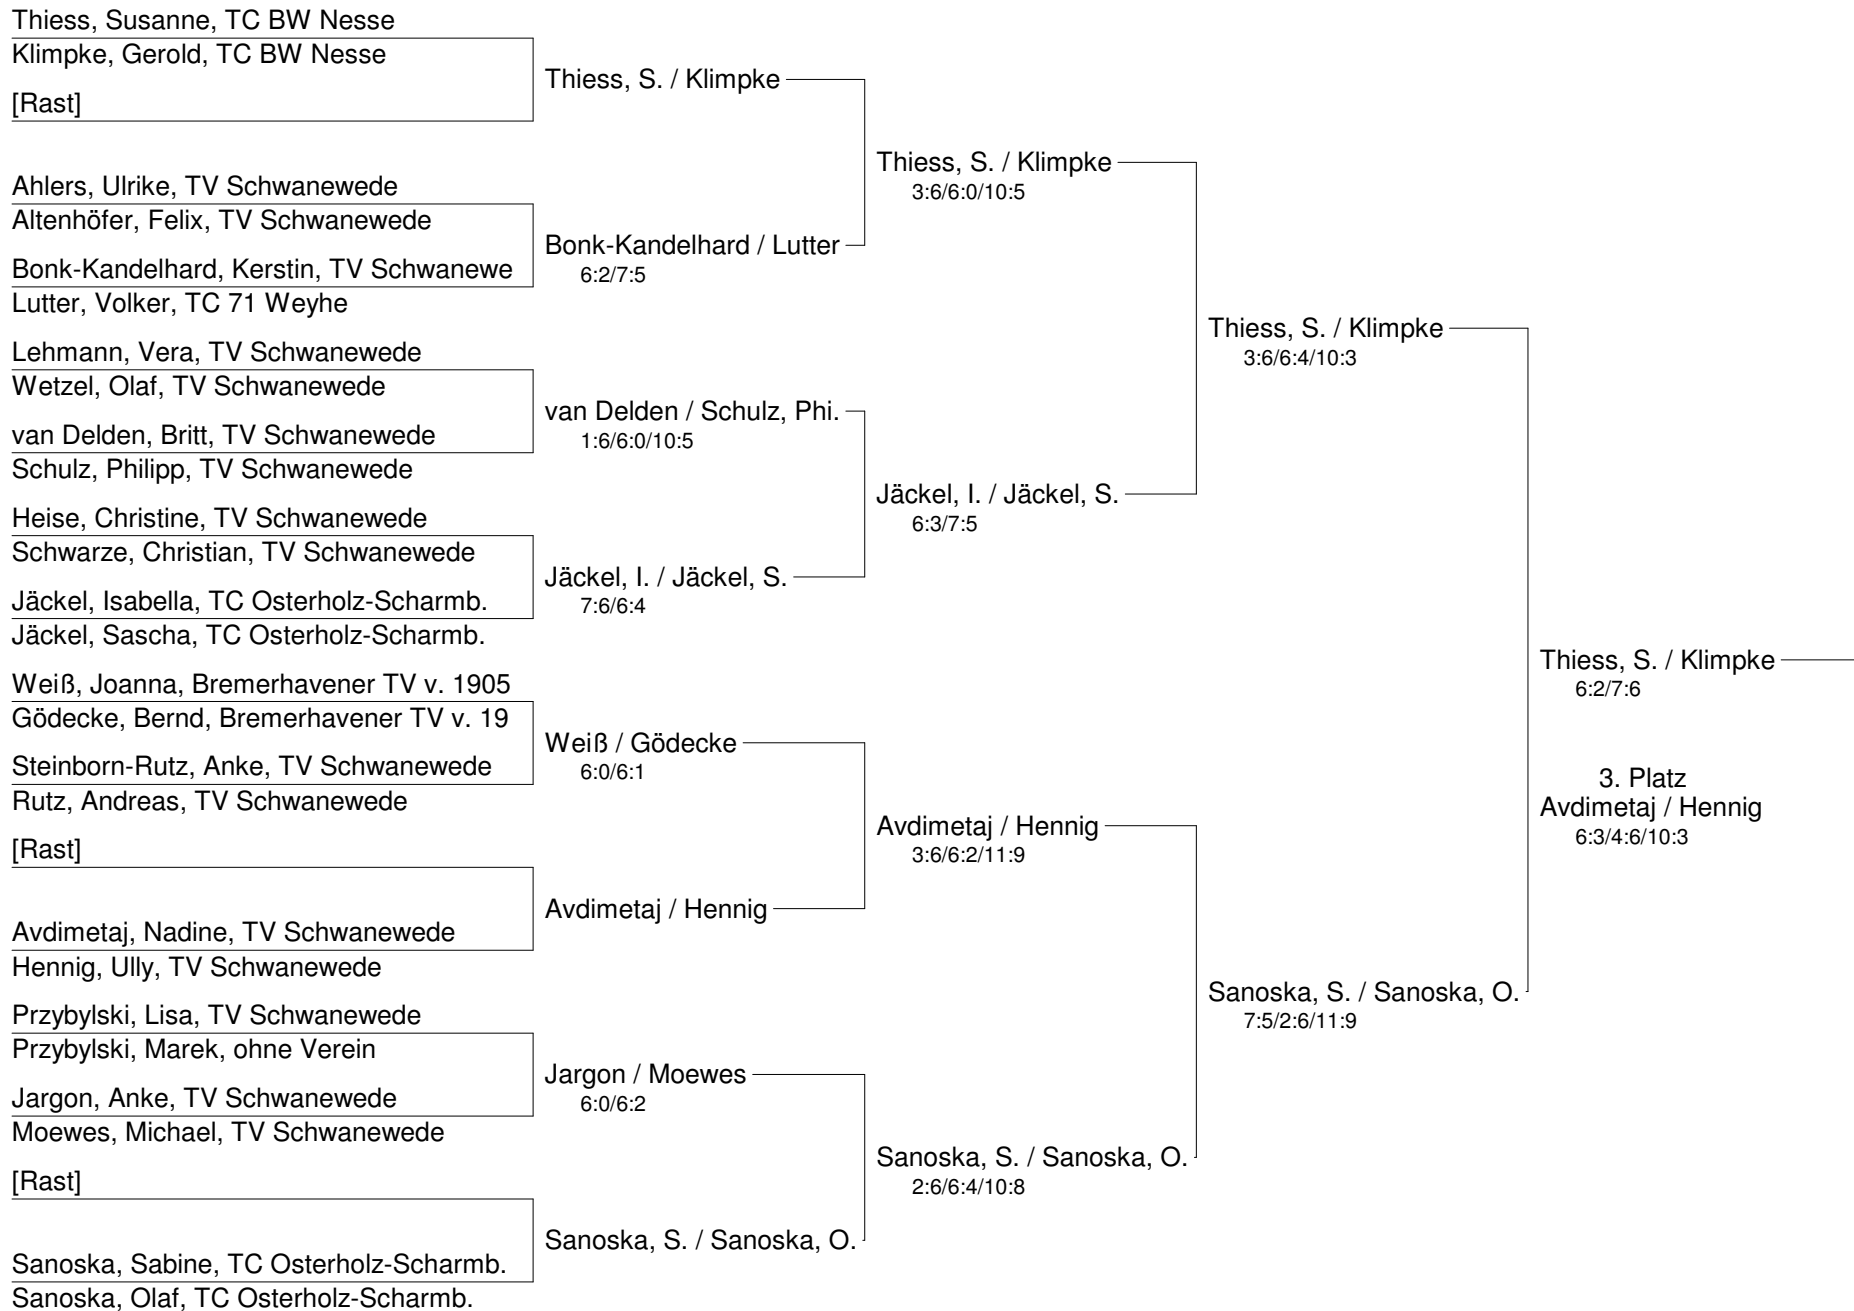 Thiess, Susanne, TC BW Nesse
Klimpke, Gerold, TC BW Nesse
[Rast]
Ahlers, Ulrike, TV Schwanewede
Altenhöfer, Felix, TV Schwanewede
Bonk-Kandelhard, Kerstin, TV Schwanewe
Lutter, Volker, TC 71 Weyhe
Lehmann, Vera, TV Schwanewede
Wetzel, Olaf, TV Schwanewede
van Delden, Britt, TV Schwanewede
Schulz, Philipp, TV Schwanewede
Heise, Christine, TV Schwanewede
Schwarze, Christian, TV Schwanewede
Jäckel, Isabella, TC Osterholz-Scharmb.
Jäckel, Sascha, TC Osterholz-Scharmb.
Weiß, Joanna, Bremerhavener TV v. 1905
Gödecke, Bernd, Bremerhavener TV v. 19
Steinborn-Rutz, Anke, TV Schwanewede
Rutz, Andreas, TV Schwanewede
[Rast]
Avdimetaj, Nadine, TV Schwanewede
Hennig, Ully, TV Schwanewede
Przybylski, Lisa, TV Schwanewede
Przybylski, Marek, ohne Verein
Jargon, Anke, TV Schwanewede
Moewes, Michael, TV Schwanewede
[Rast]
Sanoska, Sabine, TC Osterholz-Scharmb.
Sanoska, Olaf, TC Osterholz-Scharmb.
Thiess, S. / Klimpke
Bonk-Kandelhard / Lutter
6:2/7:5
van Delden / Schulz, Phi.
1:6/6:0/10:5
Jäckel, I. / Jäckel, S.
7:6/6:4
Weiß / Gödecke
6:0/6:1
Avdimetaj / Hennig
Jargon / Moewes
6:0/6:2
Sanoska, S. / Sanoska, O.
Thiess, S. / Klimpke
3:6/6:0/10:5
Jäckel, I. / Jäckel, S.
6:3/7:5
Avdimetaj / Hennig
3:6/6:2/11:9
Sanoska, S. / Sanoska, O.
2:6/6:4/10:8
Thiess, S. / Klimpke
3:6/6:4/10:3
Sanoska, S. / Sanoska, O.
7:5/2:6/11:9
Thiess, S. / Klimpke
6:2/7:6
3. Platz
Avdimetaj / Hennig
6:3/4:6/10:3